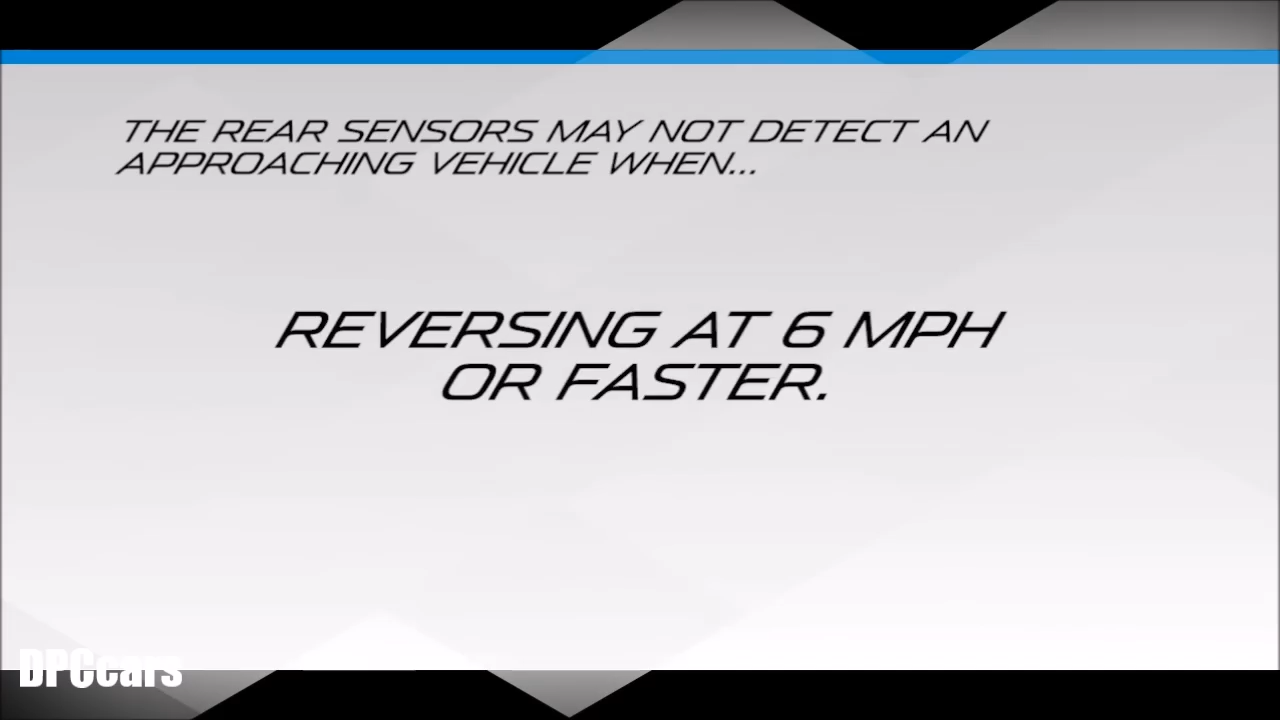 THE REAR SENSORS MAY NOT DETECT AN
APPROACHING VEHICLE WHEN...
REVERSING AT 6 MPH
OR FASTER.
DPCcars